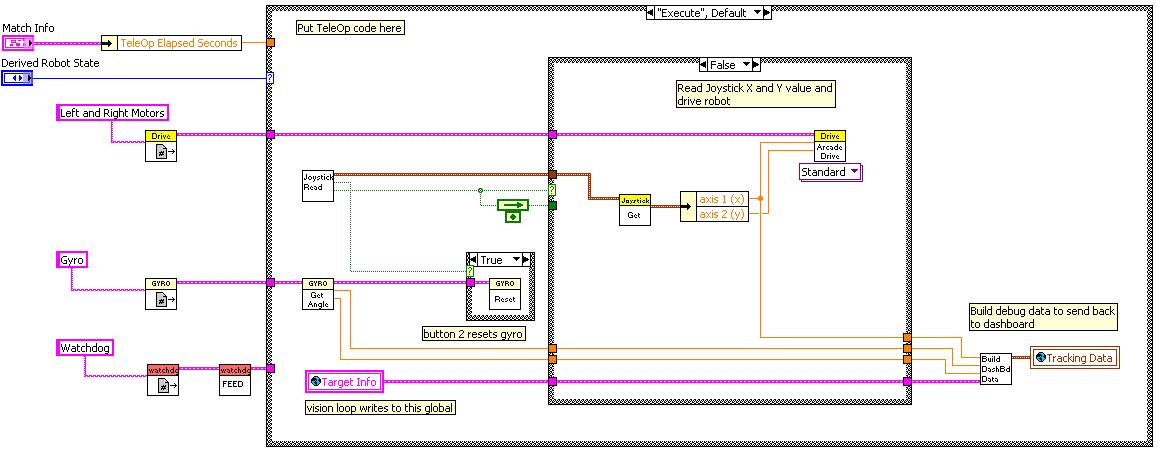 "Execute", Default
Put TeleOp code here
Match Info
TeleOp Elapsed Seconds
Derived Robot State
?
False
Read Joystick X and Y value and
drive robot
Left and Right Motors
Drive
#
Drive
Arcade
Drive
Standard
Joystick
Read
?
Joystick
Get
axis 1 (x)
axis 2 (y)
Gyro
True
?
GYRO
#
GYRO
Get
Angle
GYRO
Reset
button 2 resets gyro
Build debug data to send back
to dashboard
Watchdog
watchdo
#
watchdo
FEED
Target Info
vision loop writes to this global
Build
DashBd
Data
Tracking Data